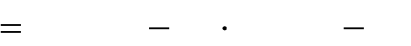 = − · −